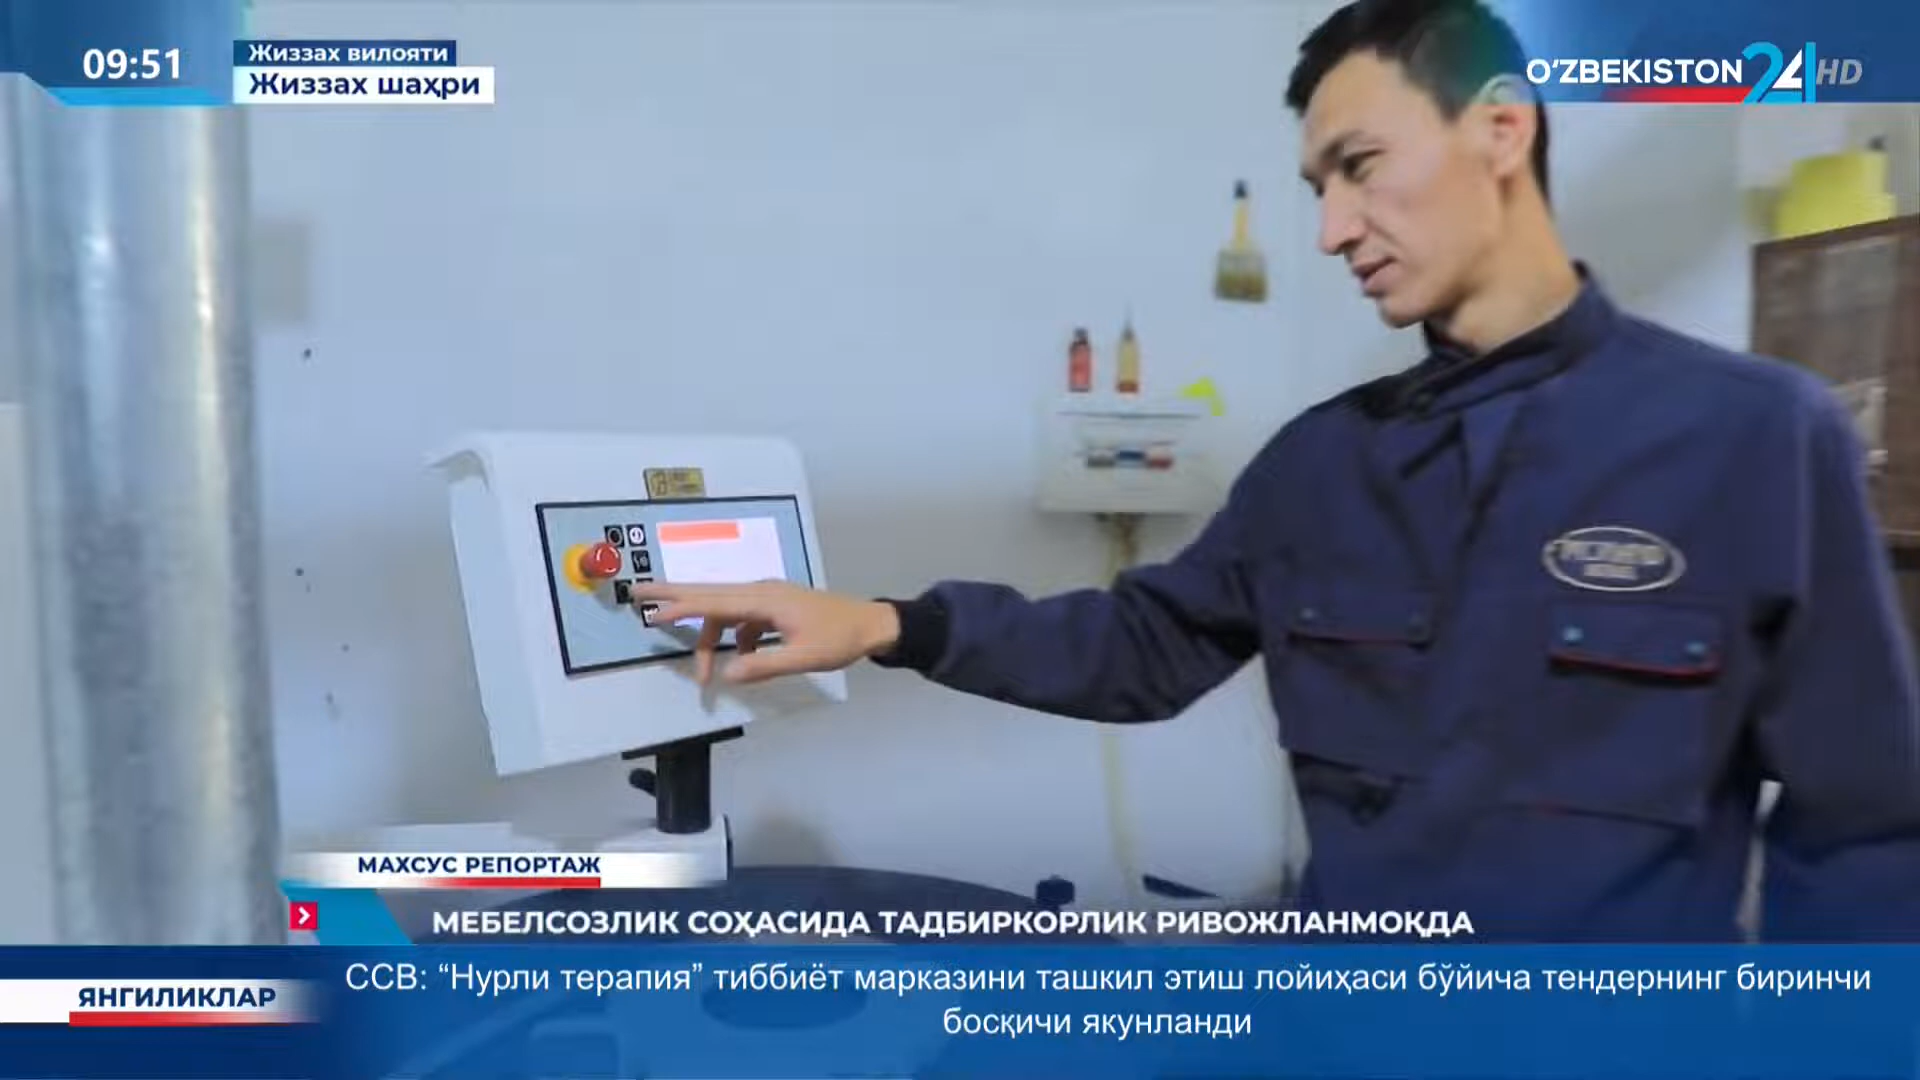 09:51
Жиззах вилояти
Жиззах шаҳри
O‘ZBEKISTON 24 HD
МАХСУС РЕПОРТАЖ
МЕБЕЛСОЗЛИК СОҲАСИДА ТАДБИРКОРЛИК РИВОЖЛАНМОҚДА
ЯНГИЛИКЛАР
ССВ: “Нурли терапия” тиббиёт марказини ташкил этиш лойиҳаси бўйича тендернинг биринчи
босқичи якунланди